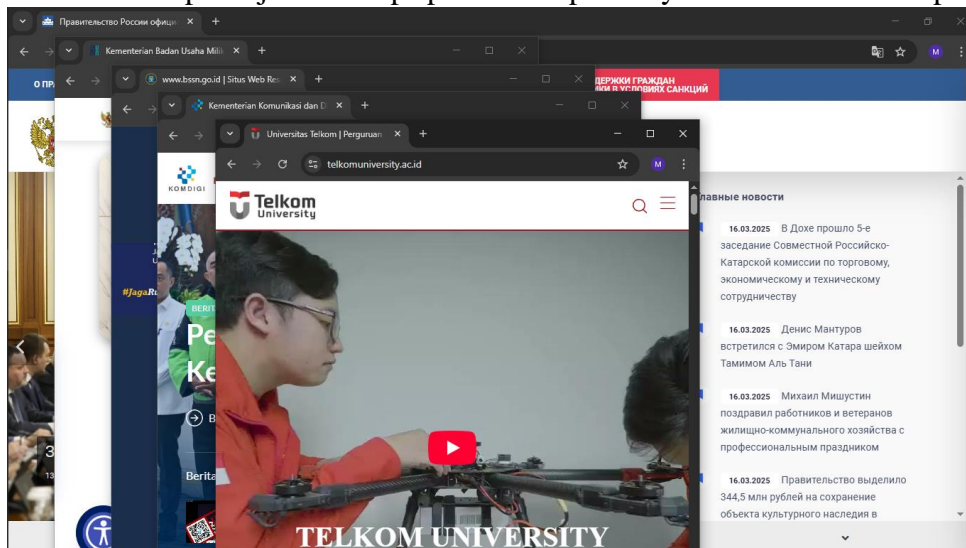 Правительство России офици
Kementerian Badan Usaha Mili
www.bssn.go.id | Situs Web Res
Kementerian Komunikasi dan D
Universitas Telkom | Perguruan
telkomuniversity.ac.id
M
M
О ПР
ДЕРЖКИ ГРАЖДАН
ИКИ В УСЛОВИЯХ САНКЦИЙ
KOMDIGI
Telkom
University
#JagaRu
BERIT
Pe
Ke
B
Berita
З
13
TELKOM UNIVERSITY
лавные новости
16.03.2025 В Дохе прошло 5-е
заседание Совместной Российско-
Катарской комиссии по торговому,
экономическому и техническому
сотрудничеству
16.03.2025 Денис Мантуров
встретился с Эмиром Катара шейхом
Тамимом Аль Тани
16.03.2025 Михаил Мишустин
поздравил работников и ветеранов
жилищно-коммунального хозяйства с
профессиональным праздником
16.03.2025 Правительство выделило
344,5 млн рублей на сохранение
объекта культурного наследия в